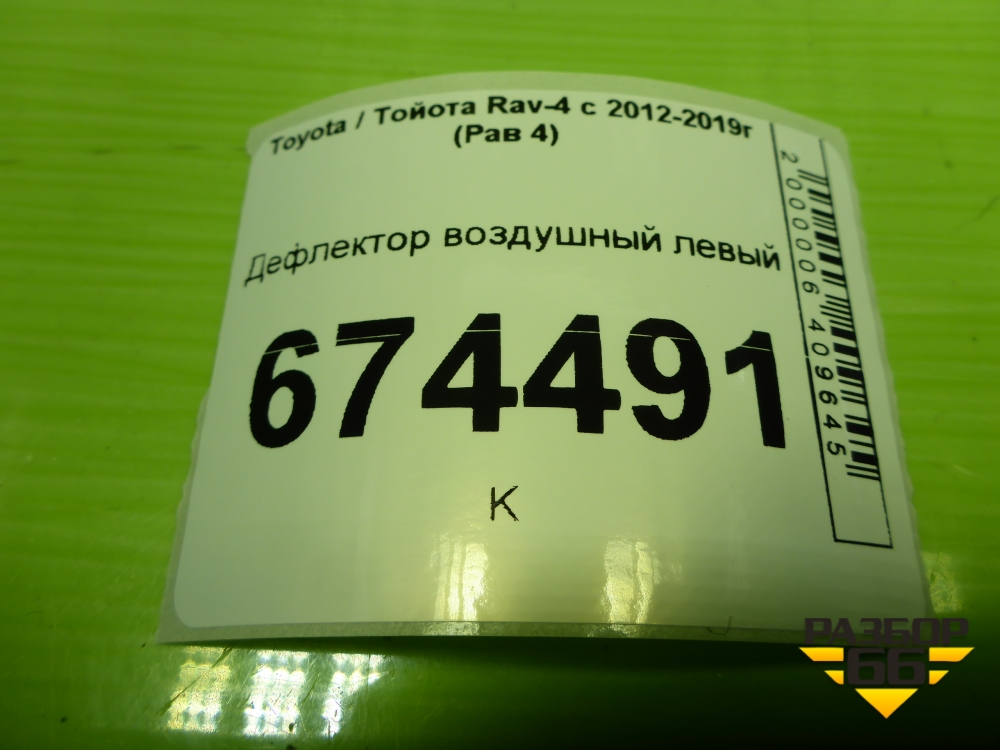 Toyota / Тойота Rav-4 с 2012-2019г
(Рав 4)
Дефлектор воздушный левый
674491
К
2000006409645
РАЗБОР
66